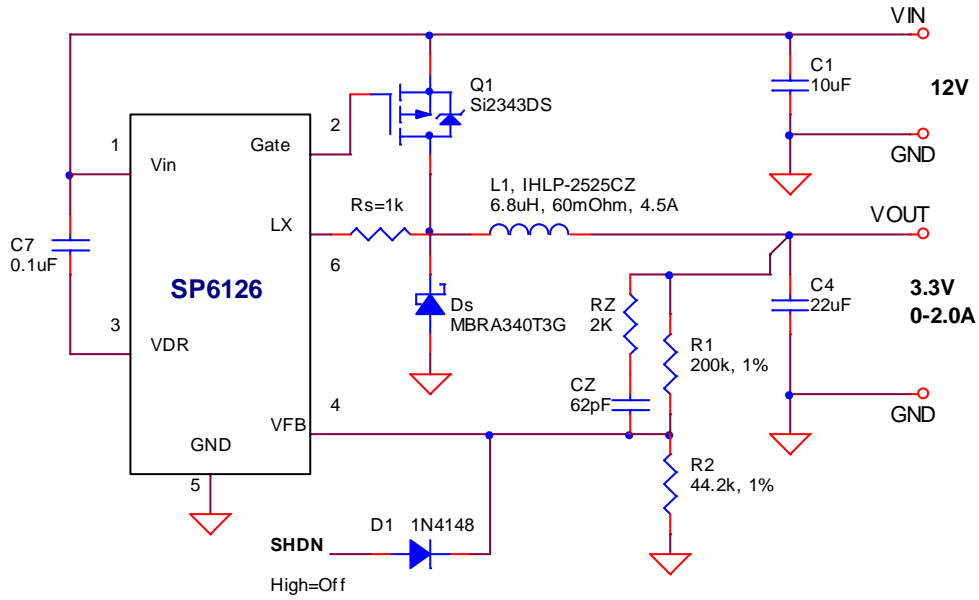 VIN
C1
10uF
12V
GND
Q1
Si2343DS
2
Gate
1
Vin
L1, IHLP-2525CZ
6.8uH, 60mOhm, 4.5A
Rs=1k
LX
6
VOUT
C7
0.1uF
SP6126
Ds
MBRA340T3G
RZ
2K
C4
22uF
3.3V
0-2.0A
3
VDR
R1
200k, 1%
CZ
62pF
4
VFB
GND
GND
5
R2
44.2k, 1%
D1 1N4148
SHDN
High=Off